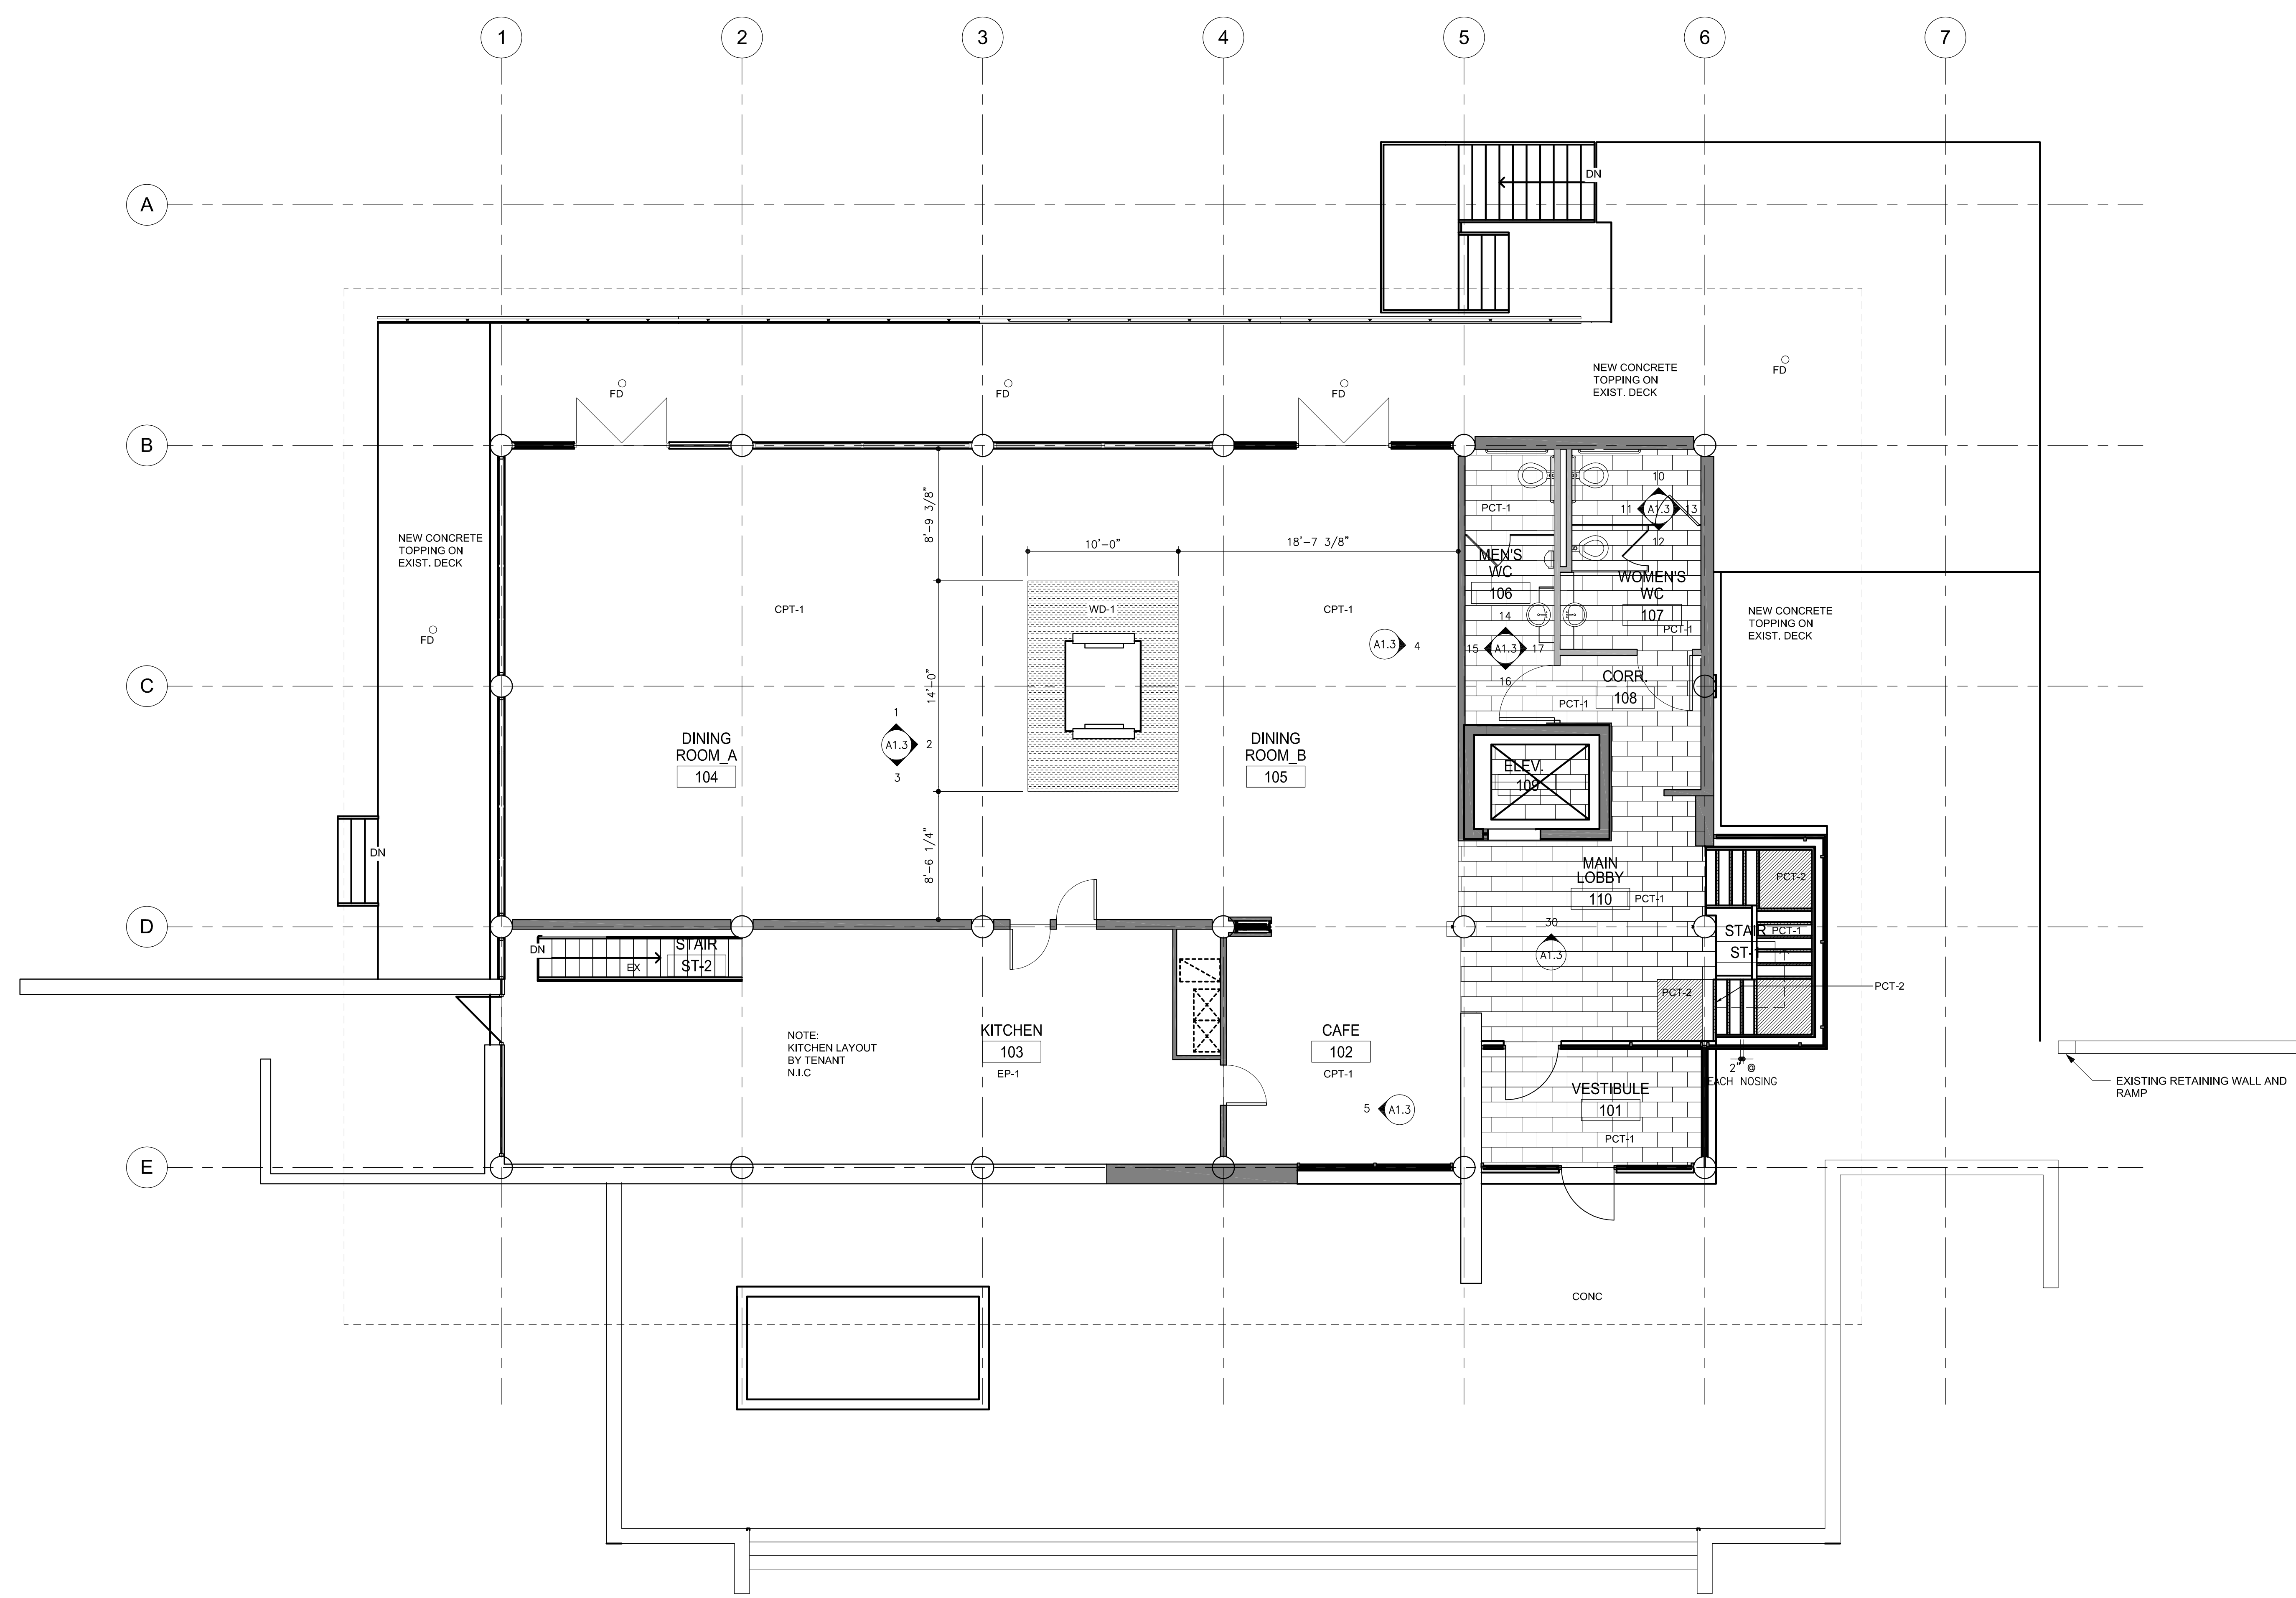 1 2 3 4 5 6 7
A
DN
FD FD FD
NEW CONCRETE
TOPPING ON
EXIST. DECK
FD
B
8'-9 3/8"
10'-0"
18'-7 3/8"
PCT-1
10
11 A1.3 13
12
NEW CONCRETE
TOPPING ON
EXIST. DECK
FD
CPT-1
WD-1
CPT-1
A1.3 4
MEN'S
WC
106
WOMEN'S
WC
107
PCT-1
14
15 A1.3 17
16
NEW CONCRETE
TOPPING ON
EXIST. DECK
C
14'-0"
CORR.
108
PCT-1
DINING
ROOM_A
104
1
A1.3 2
3
DINING
ROOM_B
105
ELEV.
109
DN
8'-6 1/4"
MAIN
LOBBY
110
PCT-1
PCT-2
D
DN
EX
STAIR
ST-2
30
A1.3
STAIR
ST-1
PCT-1
PCT-2
PCT-2
NOTE:
KITCHEN LAYOUT
BY TENANT
N.I.C
KITCHEN
103
EP-1
CAFE
102
CPT-1
5 A1.3
2" @
EACH NOSING
VESTIBULE
101
PCT-1
EXISTING RETAINING WALL AND
RAMP
E
CONC